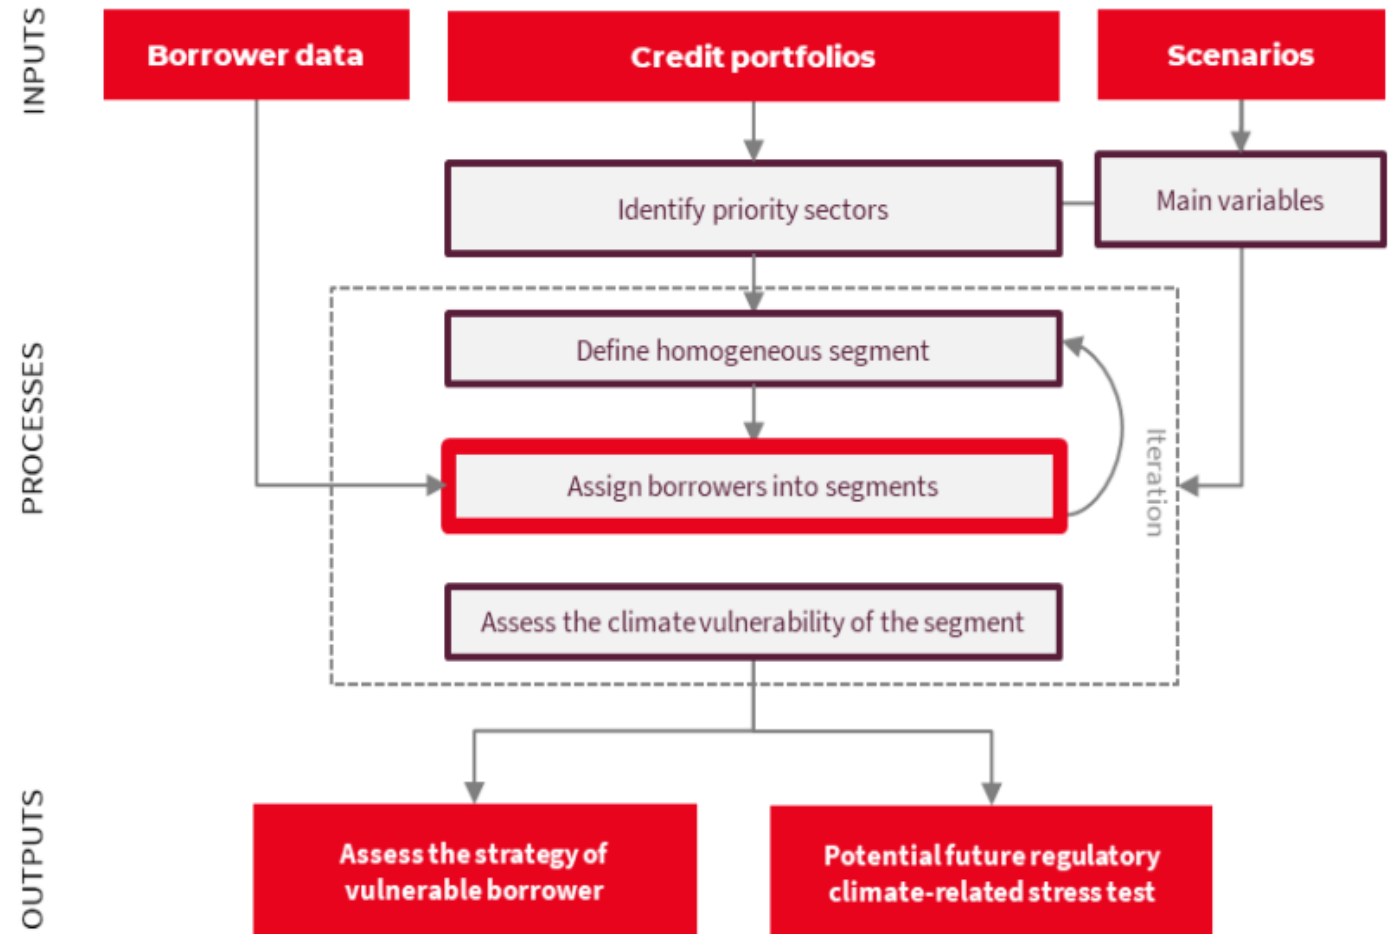 INPUTS
Borrower data
Credit portfolios
Scenarios
Identify priority sectors
Main variables
PROCESSES
Define homogeneous segment
Assign borrowers into segments
Iteration
Assess the climate vulnerability of the segment
OUTPUTS
Assess the strategy of
vulnerable borrower
Potential future regulatory
climate-related stress test